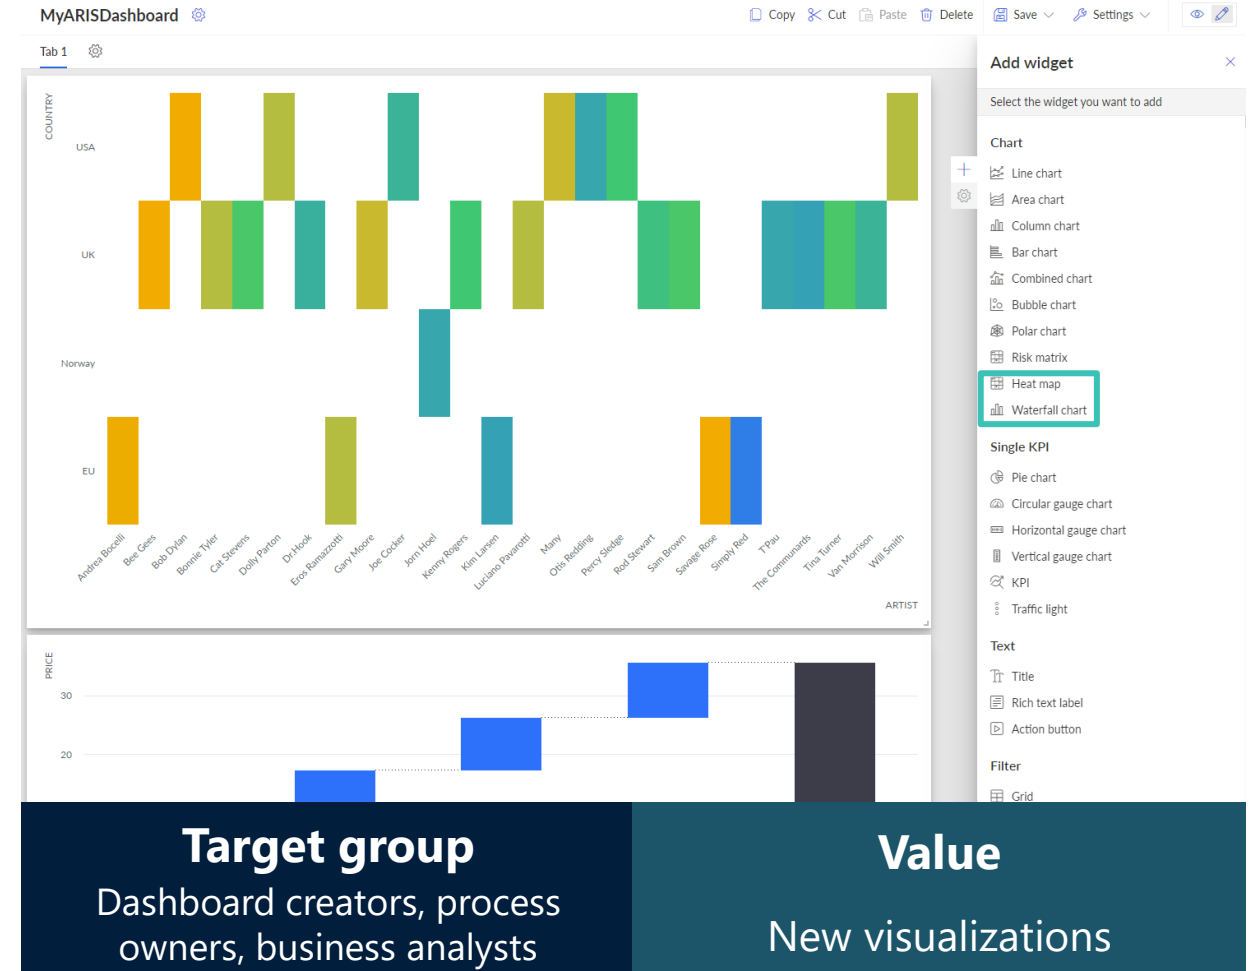 MyARISDashboard
Copy Cut Paste Delete Save Settings
Tab 1
COUNTRY
USA
UK
Norway
EU
Andrea Bocelli
Bee Gees
Bob Dylan
Bonnie Tyler
Cat Stevens
Dolly Parton
Dr.Hook
Eros Ramazzotti
Gary Moore
Joe Cocker
Jorn Hoel
Kenny Rogers
Kim Larsen
Luciano Pavarotti
Many
Otis Redding
Percy Sledge
Rod Stewart
Sam Brown
Savage Rose
Simply Red
T'Pau
The Communards
Tina Turner
Van Morrison
Will Smith
ARTIST
PRICE
30
20
Add widget
Select the widget you want to add
Chart
Line chart
Area chart
Column chart
Bar chart
Combined chart
Bubble chart
Polar chart
Risk matrix
Heat map
Waterfall chart
Single KPI
Pie chart
Circular gauge chart
Horizontal gauge chart
Vertical gauge chart
KPI
Traffic light
Text
Title
Rich text label
Action button
Filter
Grid
Target group
Dashboard creators, process
owners, business analysts
Value
New visualizations